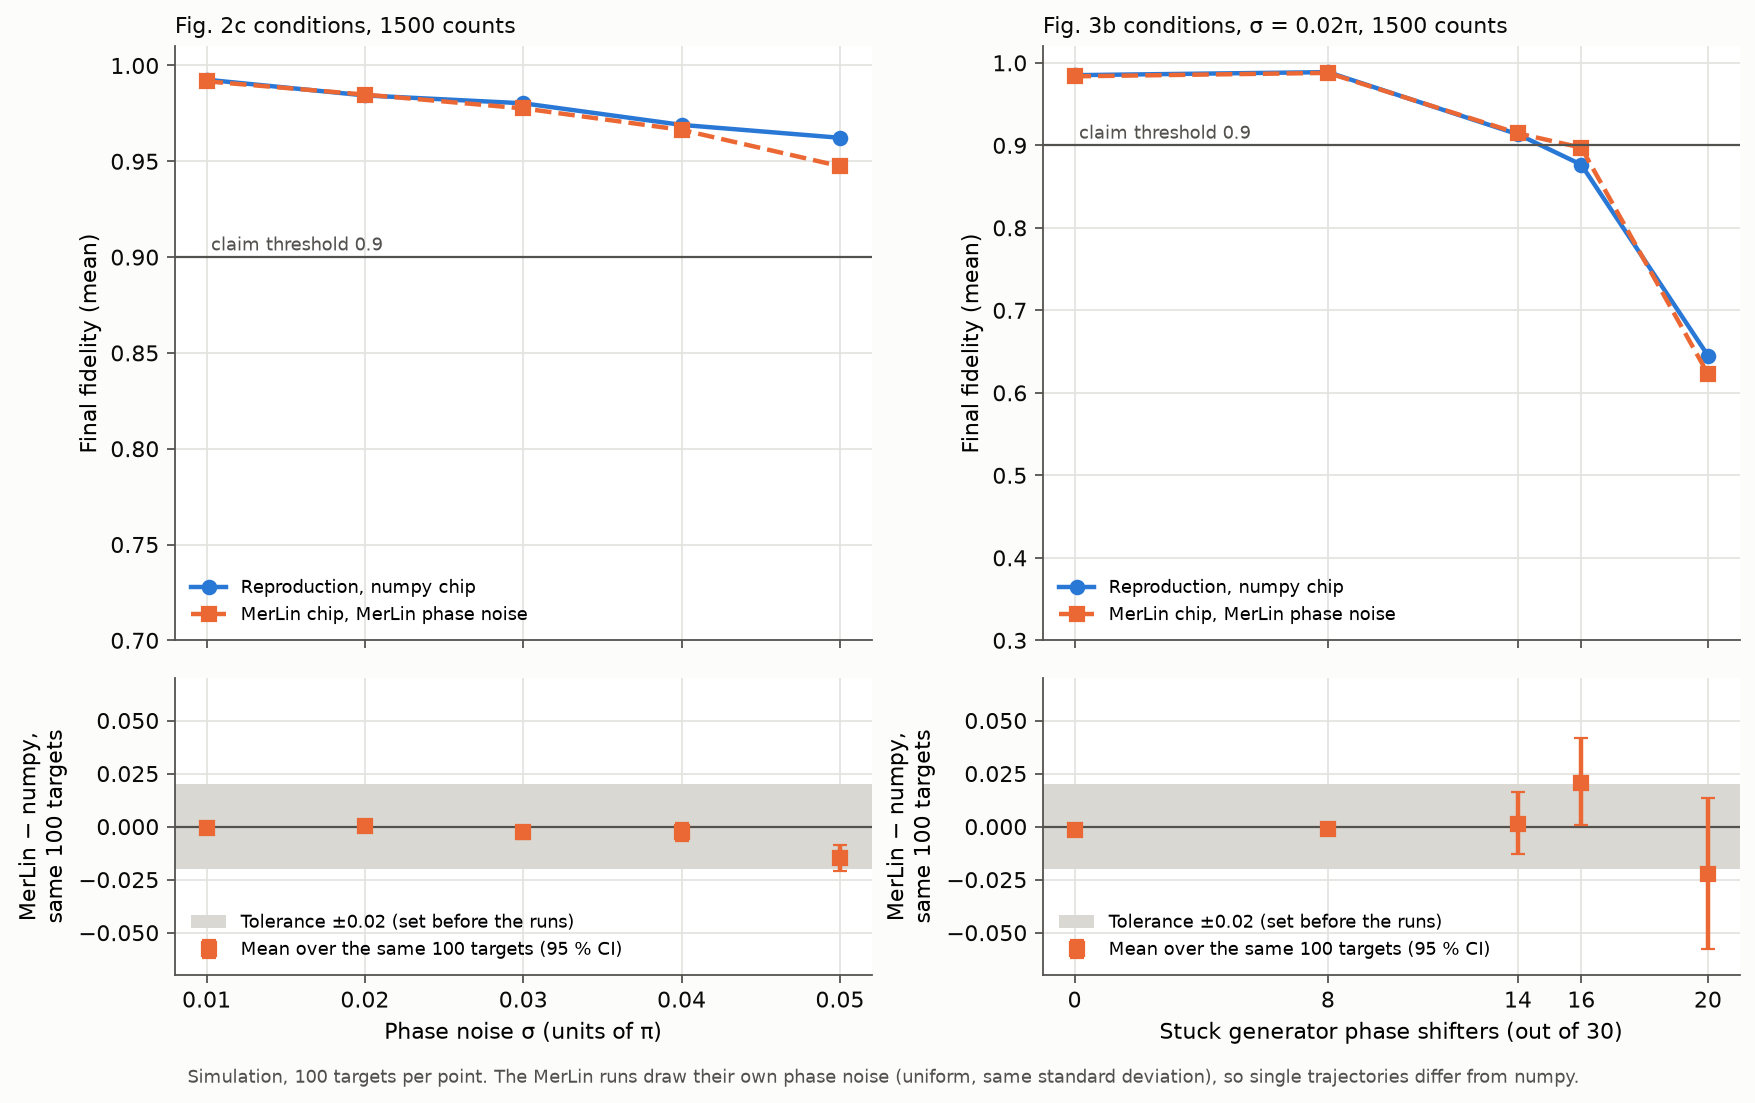 Fig. 2c conditions, 1500 counts
Final fidelity (mean)
1.00
0.95
0.90
0.85
0.80
0.75
0.70
claim threshold 0.9
Reproduction, numpy chip
MerLin chip, MerLin phase noise
Fig. 3b conditions, σ = 0.02π, 1500 counts
Final fidelity (mean)
1.0
0.9
0.8
0.7
0.6
0.5
0.4
0.3
claim threshold 0.9
Reproduction, numpy chip
MerLin chip, MerLin phase noise
MerLin − numpy,
same 100 targets
0.050
0.025
0.000
−0.025
−0.050
Tolerance ±0.02 (set before the runs)
Mean over the same 100 targets (95 % CI)
0.01 0.02 0.03 0.04 0.05
Phase noise σ (units of π)
MerLin − numpy,
same 100 targets
0.050
0.025
0.000
−0.025
−0.050
Tolerance ±0.02 (set before the runs)
Mean over the same 100 targets (95 % CI)
0 8 14 16 20
Stuck generator phase shifters (out of 30)
Simulation, 100 targets per point. The MerLin runs draw their own phase noise (uniform, same standard deviation), so single trajectories differ from numpy.